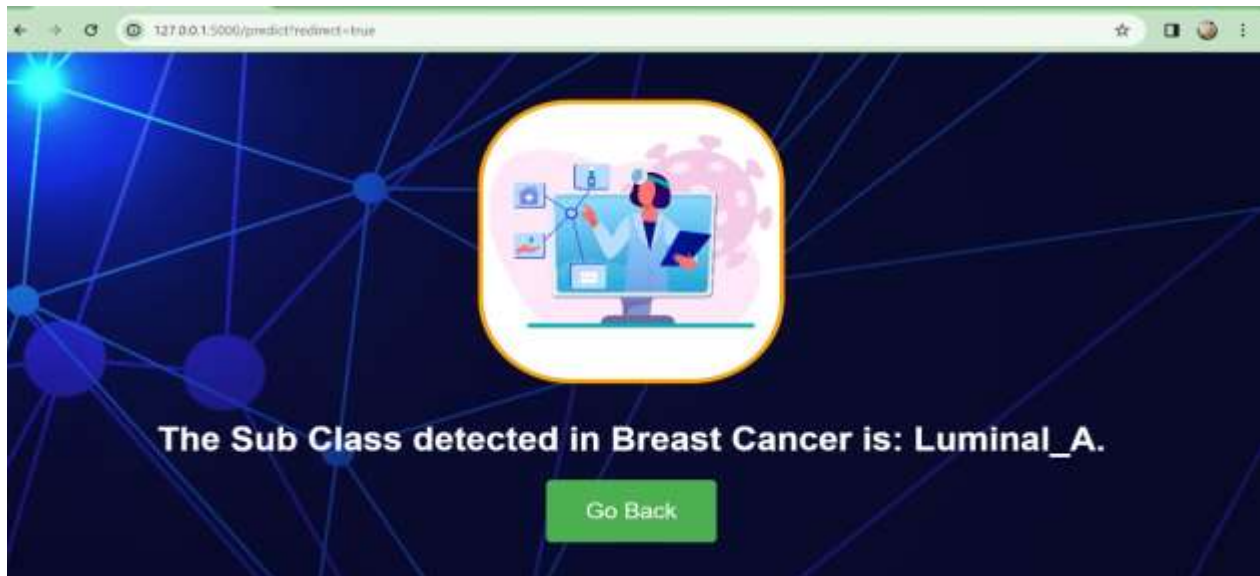 127.0.0.1:5000/predict?redirect=true
The Sub Class detected in Breast Cancer is: Luminal_A.
Go Back